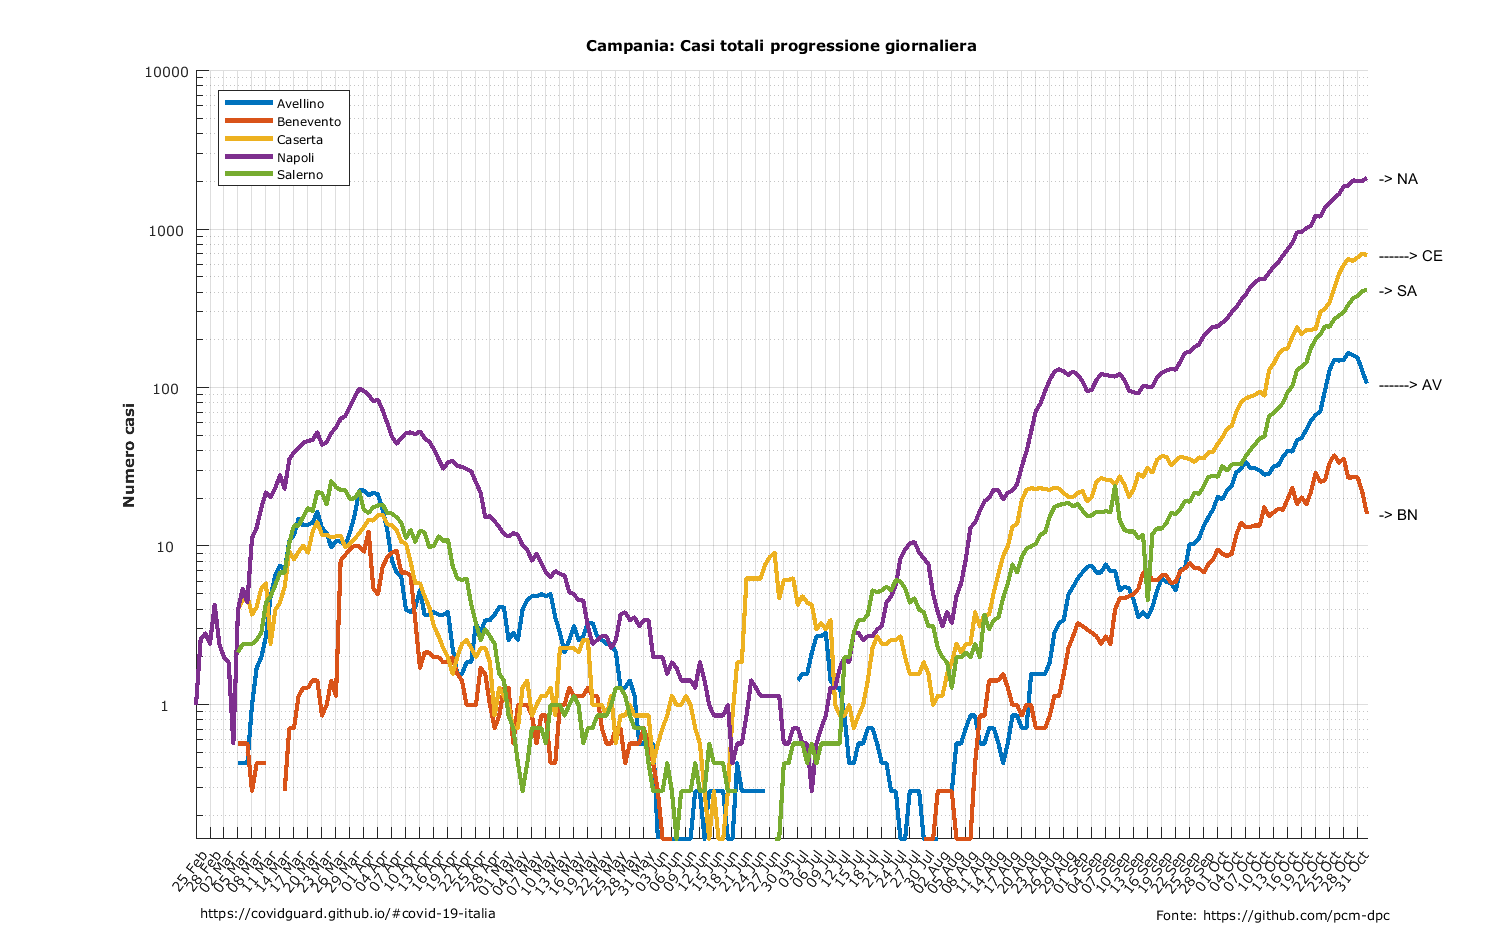 Campania: Casi totali progressione giornaliera
Numero casi
10000
1000
100
10
1
Avellino
Benevento
Caserta
Napoli
Salerno
-> NA
------> CE
-> SA
------> AV
-> BN
25 Feb
28 Feb
02 Mar
05 Mar
08 Mar
11 Mar
14 Mar
17 Mar
20 Mar
23 Mar
26 Mar
29 Mar
01 Apr
04 Apr
07 Apr
10 Apr
13 Apr
16 Apr
19 Apr
22 Apr
25 Apr
28 Apr
01 May
04 May
07 May
10 May
13 May
16 May
19 May
22 May
25 May
28 May
31 May
03 Jun
06 Jun
09 Jun
12 Jun
15 Jun
18 Jun
21 Jun
24 Jun
27 Jun
30 Jun
03 Jul
06 Jul
09 Jul
12 Jul
15 Jul
18 Jul
21 Jul
24 Jul
27 Jul
30 Jul
02 Aug
05 Aug
08 Aug
11 Aug
14 Aug
17 Aug
20 Aug
23 Aug
26 Aug
29 Aug
01 Sep
04 Sep
07 Sep
10 Sep
13 Sep
16 Sep
19 Sep
22 Sep
25 Sep
28 Sep
01 Oct
04 Oct
07 Oct
10 Oct
13 Oct
16 Oct
19 Oct
22 Oct
25 Oct
28 Oct
31 Oct
https://covidguard.github.io/#covid-19-italia
Fonte: https://github.com/pcm-dpc